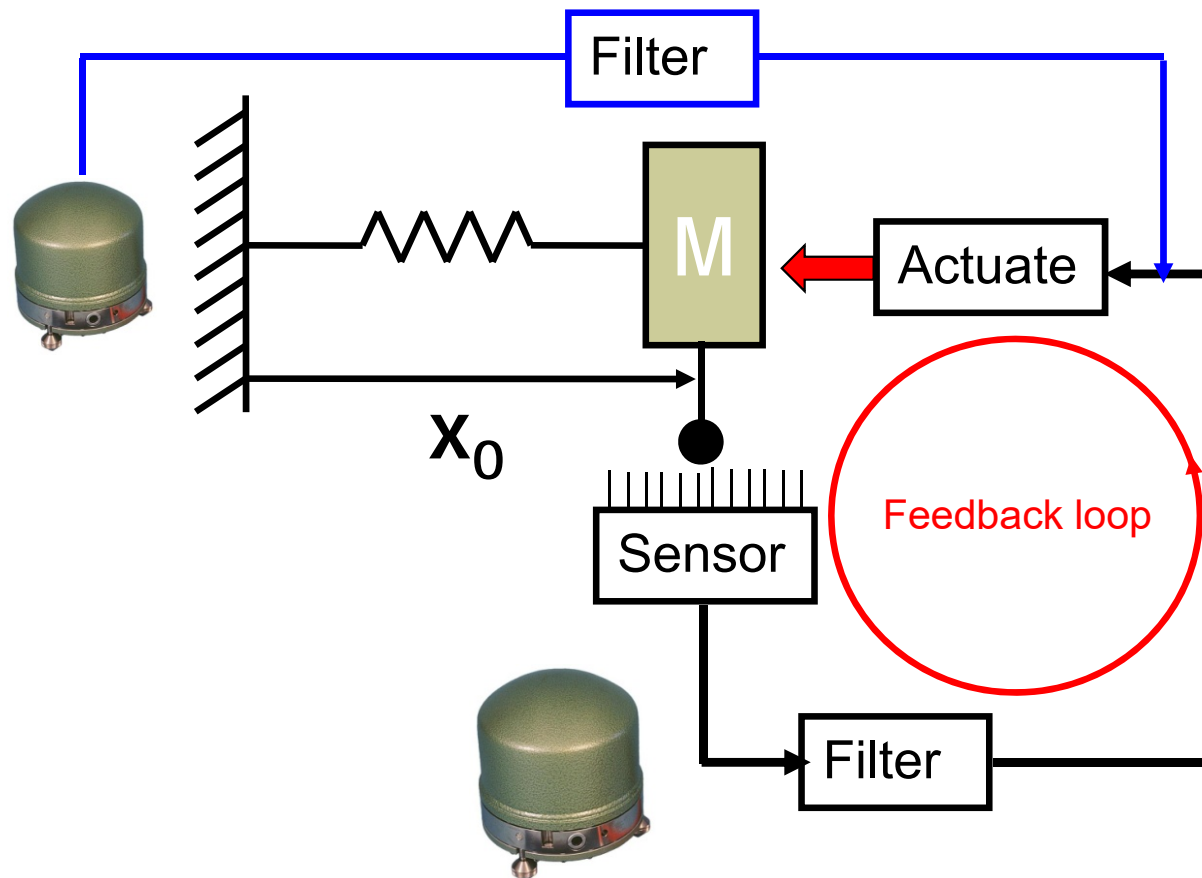 Filter
M
Actuate
X₀
Feedback loop
Sensor
Filter